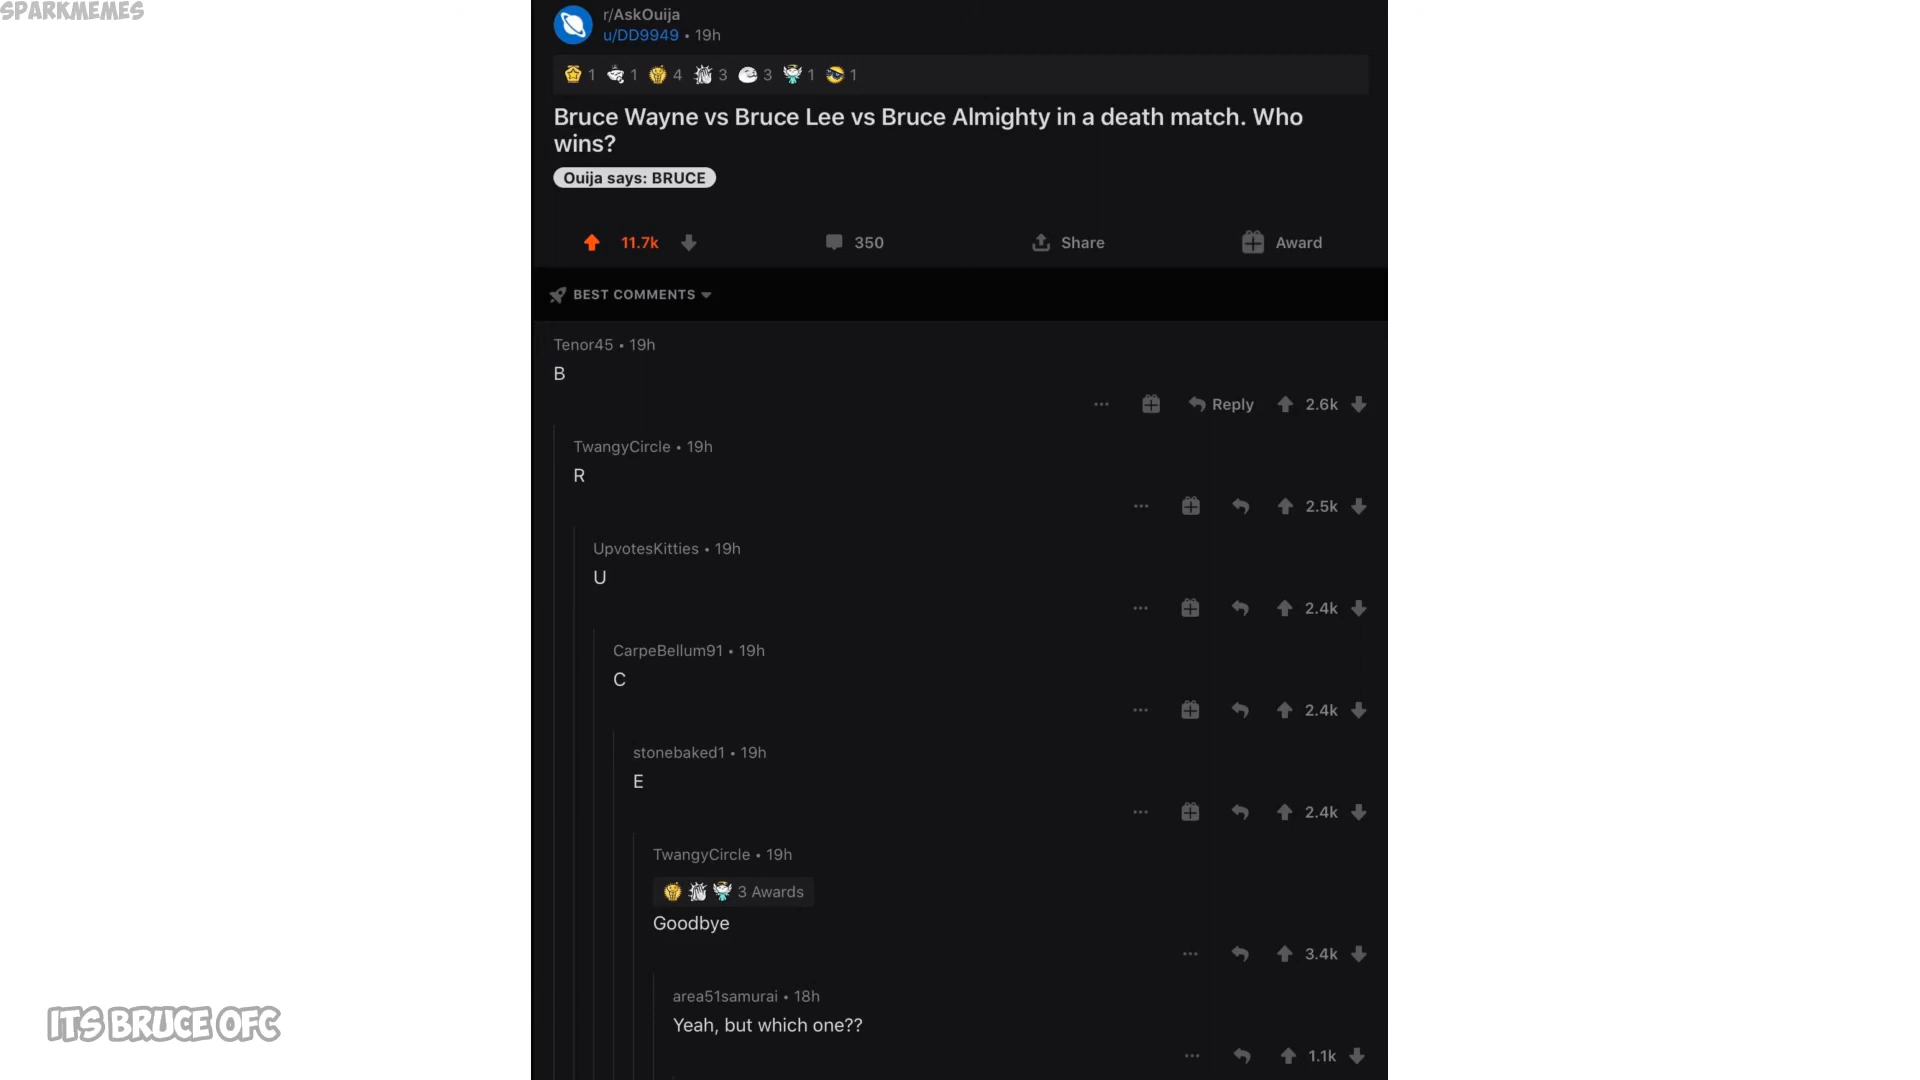 SPARKMEMES
r/AskOuija
u/DD9949 • 19h
1 1 4 3 3 1 1
Bruce Wayne vs Bruce Lee vs Bruce Almighty in a death match. Who
wins?
Ouija says: BRUCE
11.7k 350 Share Award
BEST COMMENTS
Tenor45 • 19h
B
... Reply 2.6k
TwangyCircle • 19h
R
... 2.5k
UpvotesKitties • 19h
U
... 2.4k
CarpeBellum91 • 19h
C
... 2.4k
stonebaked1 • 19h
E
... 2.4k
TwangyCircle • 19h
3 Awards
Goodbye
... 3.4k
area51samurai • 18h
Yeah, but which one??
... 1.1k
ITS BRUCE OFC